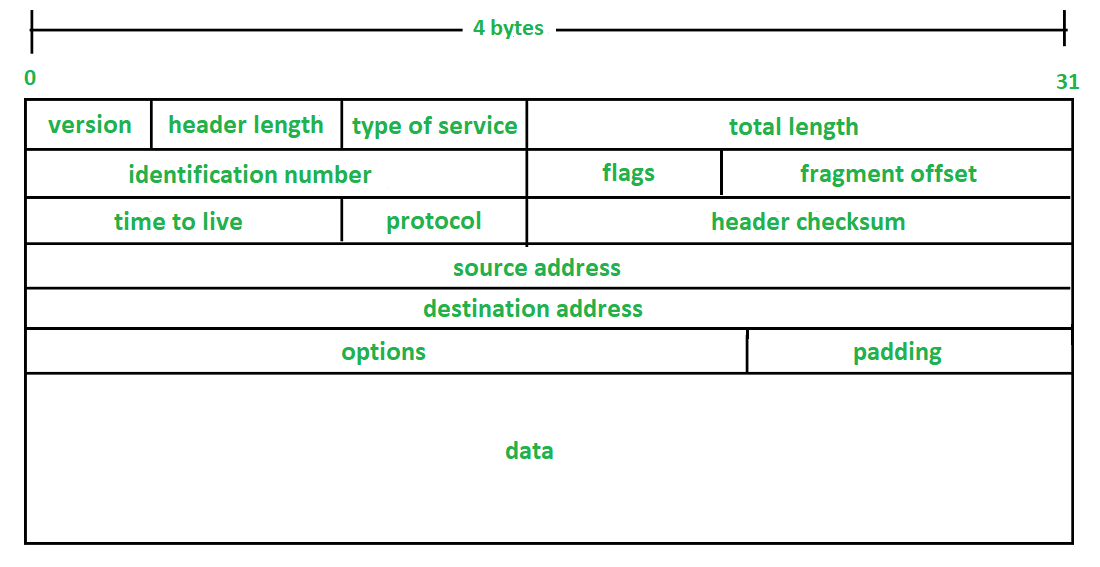 4 bytes
0 31
version header length type of service total length
identification number flags fragment offset
time to live protocol header checksum
source address
destination address
options padding
data